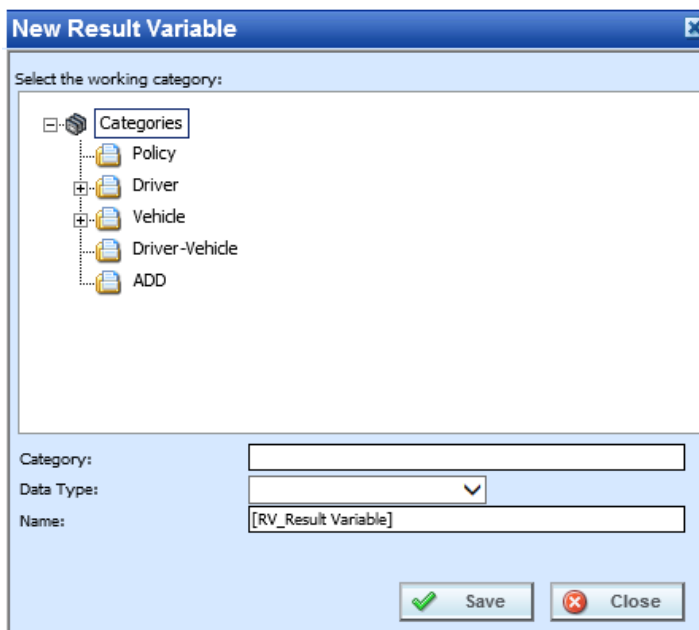 New Result Variable
Select the working category:
Categories
Policy
Driver
Vehicle
Driver-Vehicle
ADD
Category:
Data Type:
Name: [RV_Result Variable]
Save Close